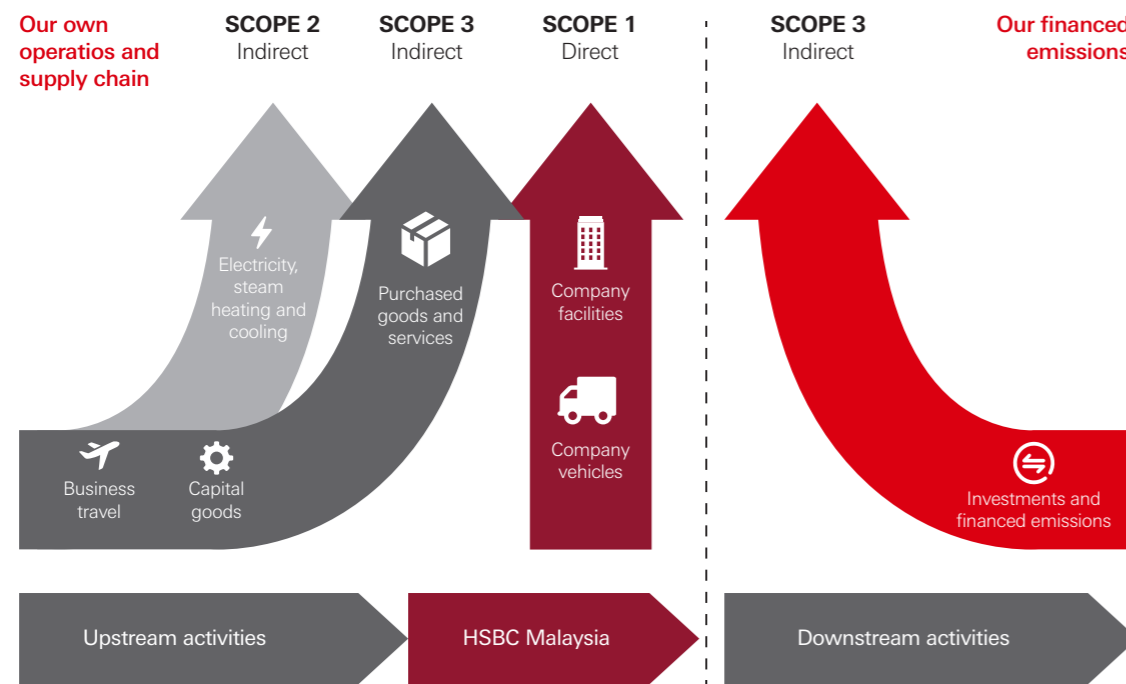 Our own
operatios and
supply chain
SCOPE 2
Indirect
SCOPE 3
Indirect
SCOPE 1
Direct
SCOPE 3
Indirect
Our financed
emissions
Electricity,
steam
heating and
cooling
Purchased
goods and
services
Company
facilities
Company
vehicles
Business
travel
Capital
goods
Investments and
financed emissions
Upstream activities
HSBC Malaysia
Downstream activities